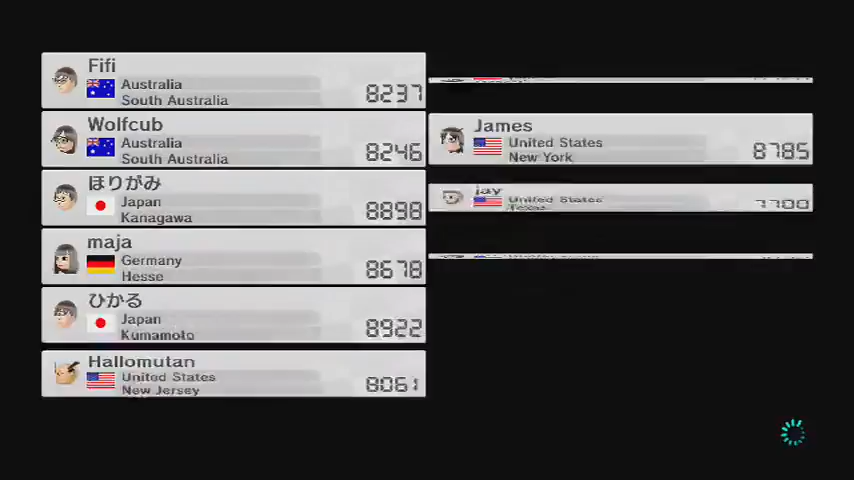 Fifi
Australia
South Australia
8237
Wolfcub
Australia
South Australia
8246
ほりがみ
Japan
Kanagawa
8898
maja
Germany
Hesse
8678
ひかる
Japan
Kumamoto
8922
Hallomutan
United States
New Jersey
8061
James
United States
New York
8785
jay
United States
Texas